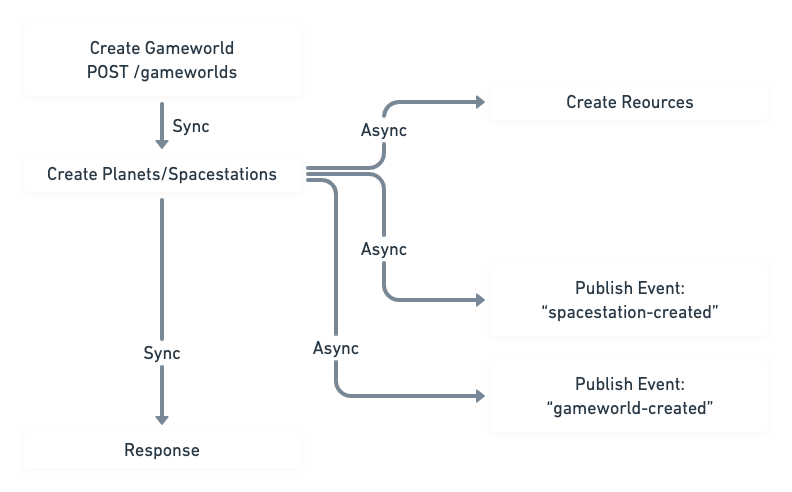 Create Gameworld
POST /gameworlds
Sync
Async
Create Reources
Create Planets/Spacestations
Async
Publish Event:
“spacestation-created”
Sync
Async
Publish Event:
“gameworld-created”
Response